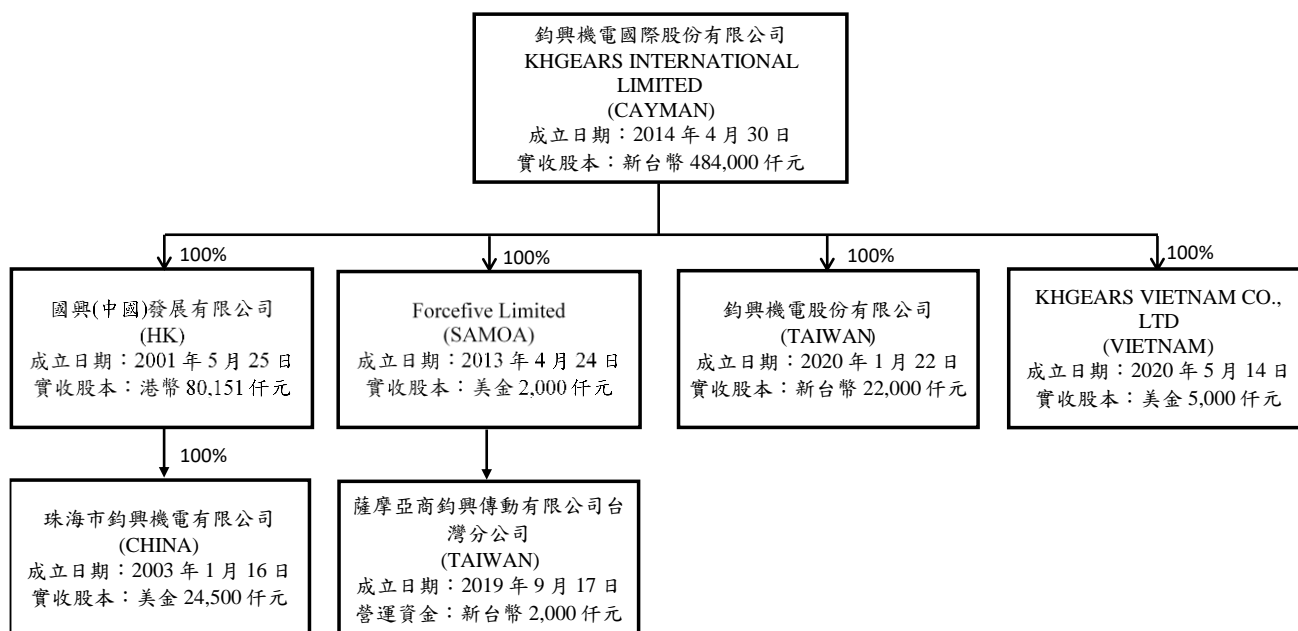 鈞興機電國際股份有限公司
KHGEARS INTERNATIONAL
LIMITED
(CAYMAN)
成立日期：2014 年 4 月 30 日
實收股本：新台幣 484,000 仟元
100%
100%
100%
100%
國興(中國)發展有限公司
(HK)
成立日期：2001 年 5 月 25 日
實收股本：港幣 80,151 仟元
Forcefive Limited
(SAMOA)
成立日期：2013 年 4 月 24 日
實收股本：美金 2,000 仟元
鈞興機電股份有限公司
(TAIWAN)
成立日期：2020 年 1 月 22 日
實收股本：新台幣 22,000 仟元
KHGEARS VIETNAM CO.,
LTD
(VIETNAM)
成立日期：2020 年 5 月 14 日
實收股本：美金 5,000 仟元
100%
珠海市鈞興機電有限公司
(CHINA)
成立日期：2003 年 1 月 16 日
實收股本：美金 24,500 仟元
薩摩亞商鈞興傳動有限公司台
灣分公司
(TAIWAN)
成立日期：2019 年 9 月 17 日
營運資金：新台幣 2,000 仟元